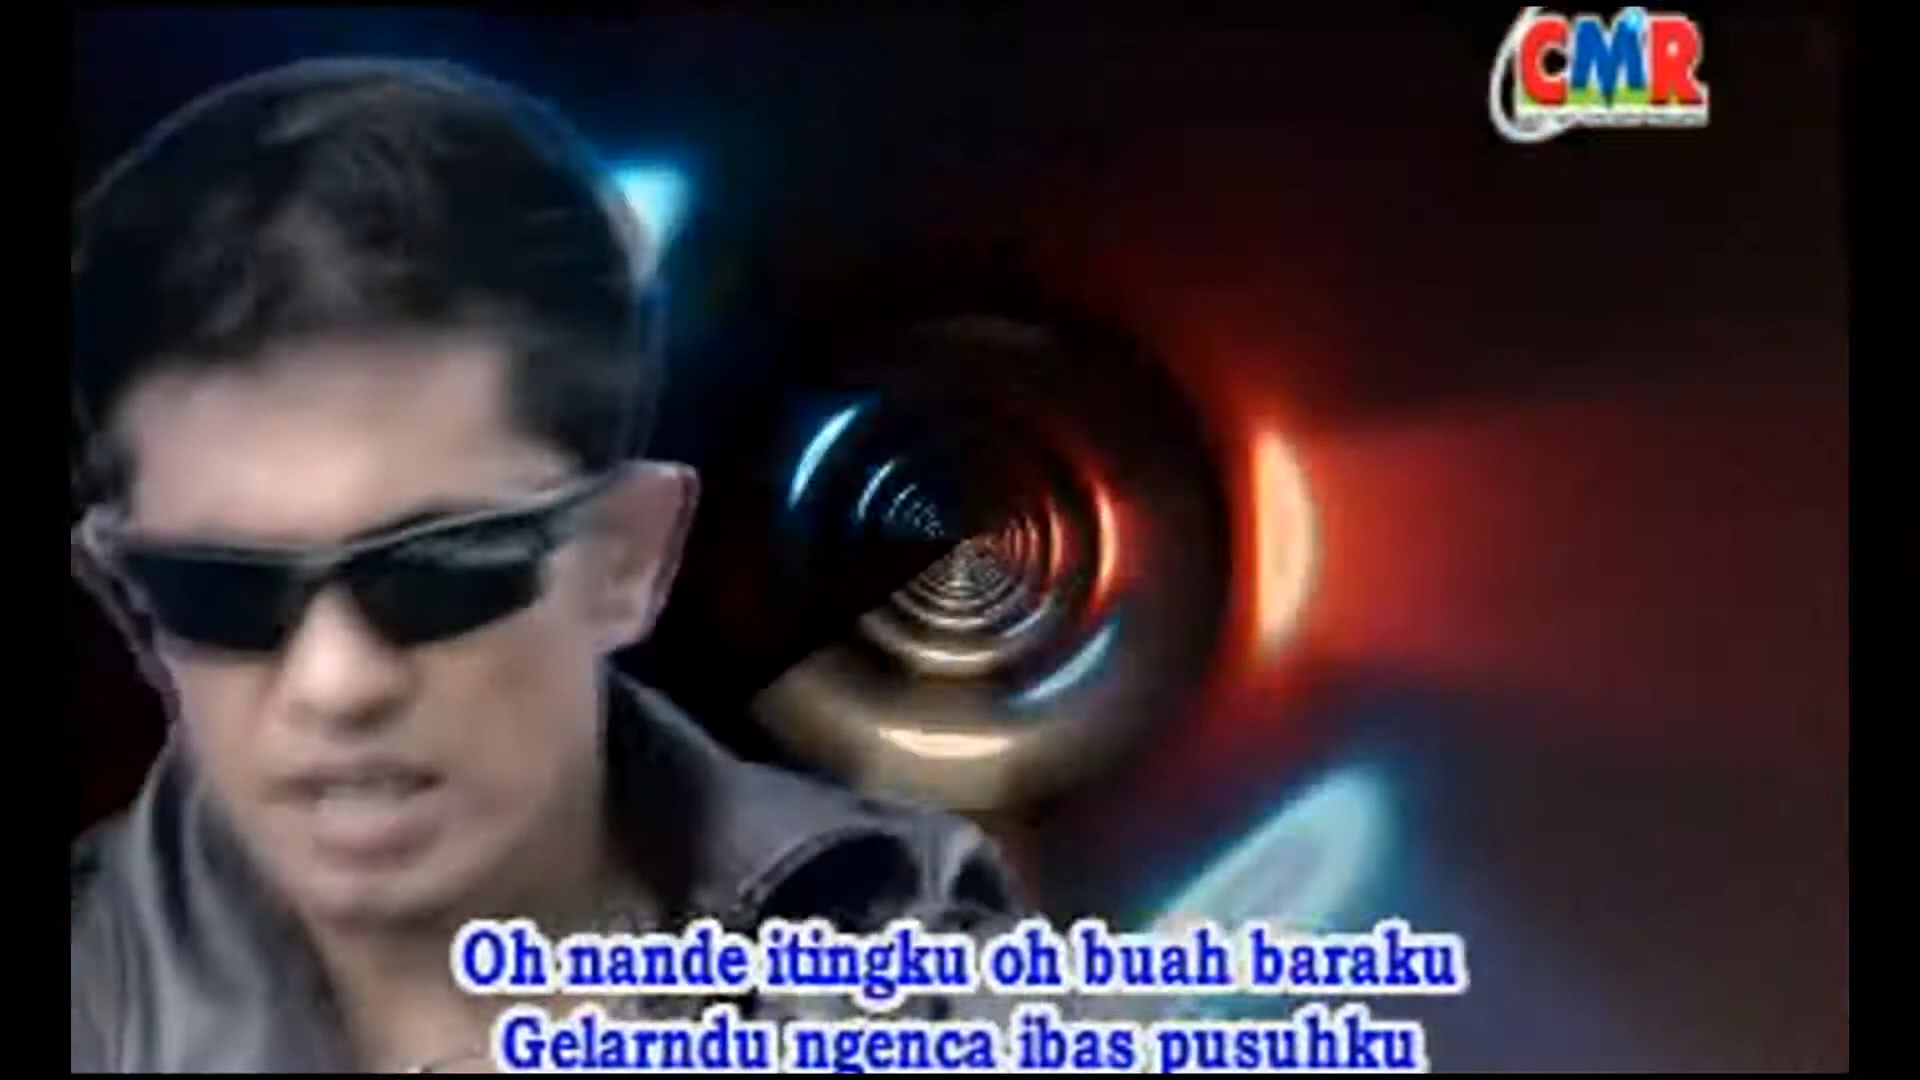 CMR
Oh nande itingku oh buah baraku
Gelarndu ngenca ibas pusuhku